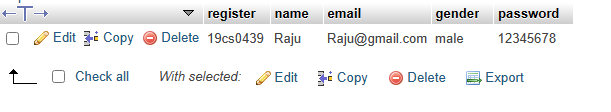 register name email gender password
Edit Copy Delete 19cs0439 Raju Raju@gmail.com male 12345678
Check all With selected: Edit Copy Delete Export